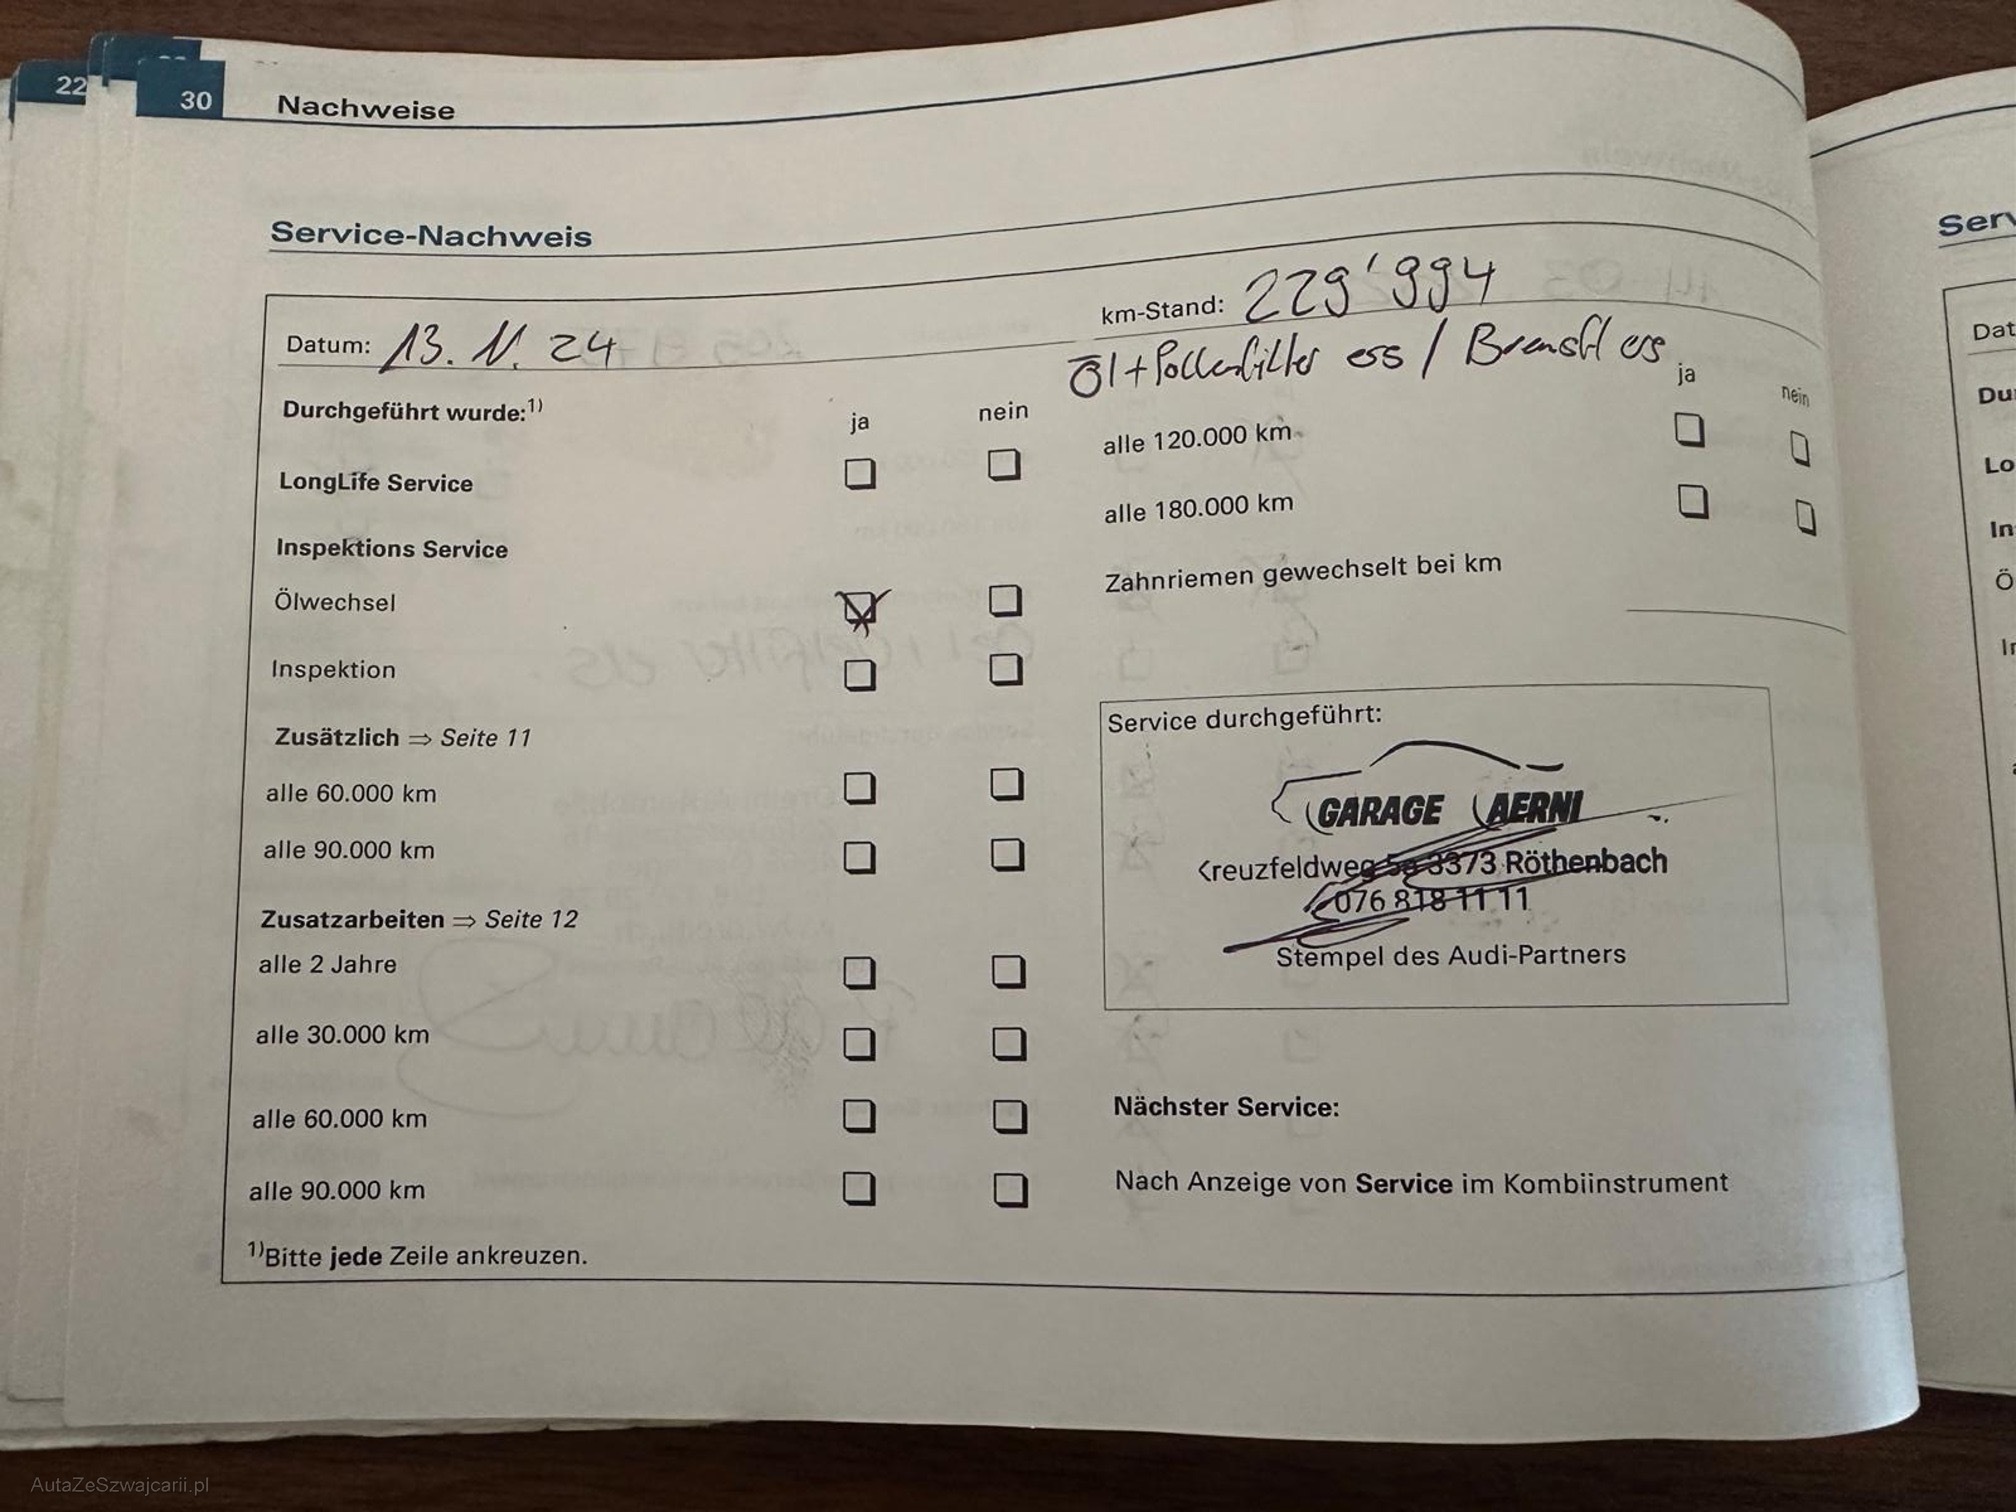 22
30
Nachweise
Service-Nachweis
Datum: 13. 11. 24
km-Stand: 229'994
Öl + Pollenfilter ers / Bremsfl ers
Durchgeführt wurde:1)
ja nein
LongLife Service
Inspektions Service
Ölwechsel
Inspektion
Zusätzlich ⇒ Seite 11
alle 60.000 km
alle 90.000 km
Zusatzarbeiten ⇒ Seite 12
alle 2 Jahre
alle 30.000 km
alle 60.000 km
alle 90.000 km
1)Bitte jede Zeile ankreuzen.
ja nein
alle 120.000 km
alle 180.000 km
Zahnriemen gewechselt bei km
Service durchgeführt:
GARAGE AERNI
Kreuzfeldweg 3373 Röthenbach
076 818 11 11
Stempel des Audi-Partners
Nächster Service:
Nach Anzeige von Service im Kombiinstrument
Serv
Dat
Du
Lo
In
Ö
AutaZeSzwajcarii.pl